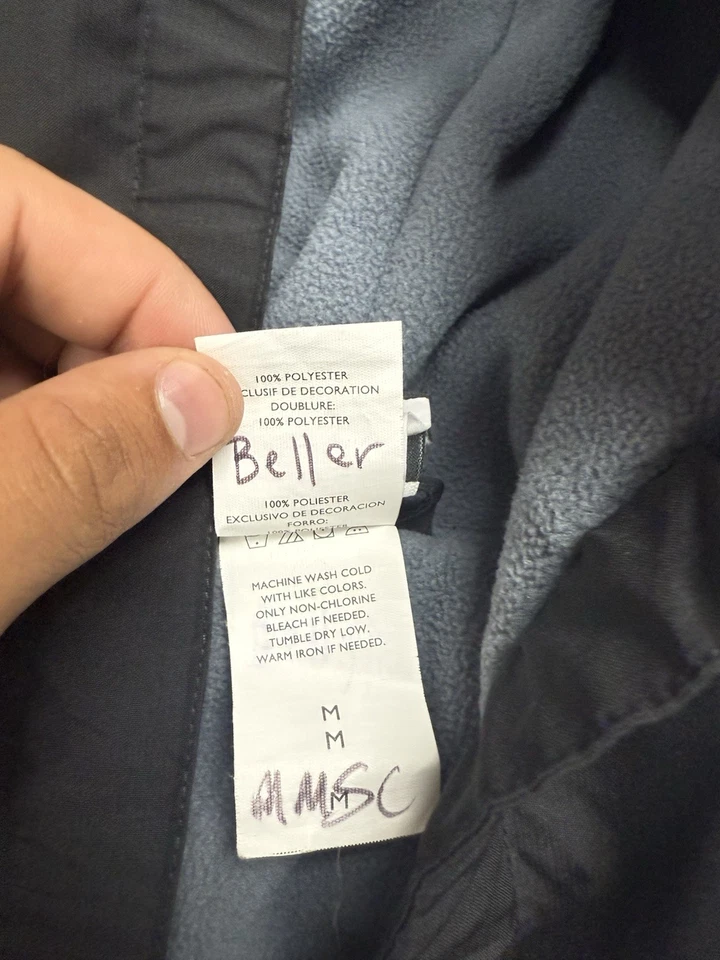 100% POLYESTER
CLUSIF DE DECORATION
DOUBLURE:
100% POLYESTER
Beller
100% POLIESTER
EXCLUSIVO DE DECORACION
FORRO:
MACHINE WASH COLD
WITH LIKE COLORS.
ONLY NON-CHLORINE
BLEACH IF NEEDED.
TUMBLE DRY LOW.
WARM IRON IF NEEDED.
M
M
M
MMSC